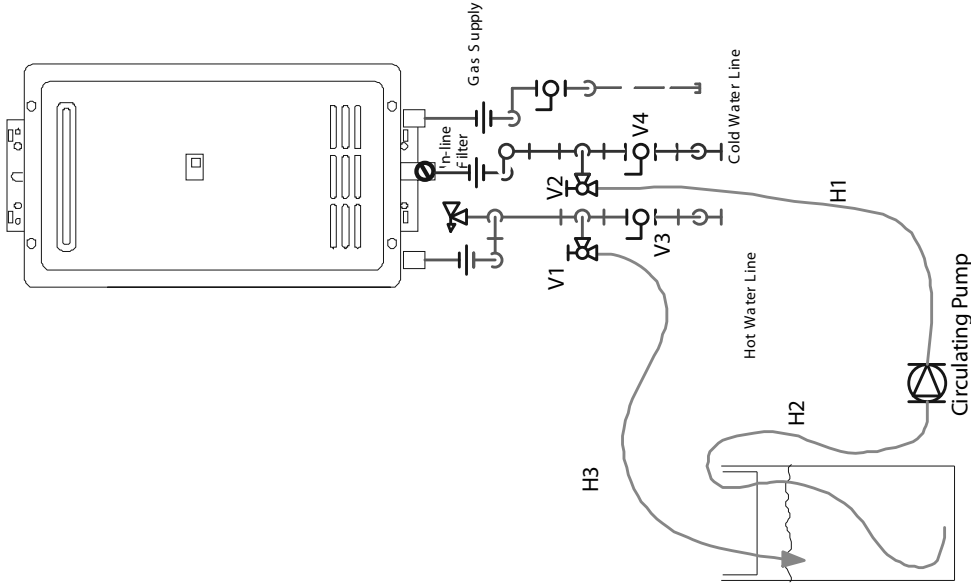 Gas Supply
'n-line
Filter
V4
Cold Water Line
V2
H1
V1
V3
Hot Water Line
Circulating Pump
H2
H3